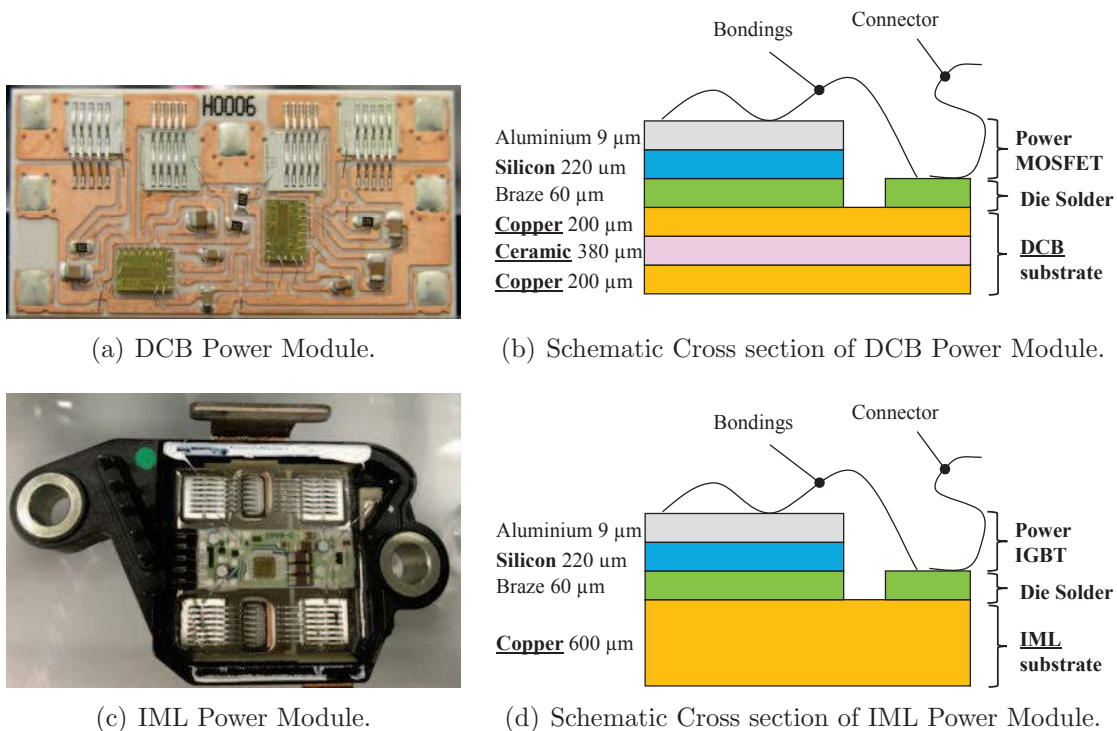 H0006
Bondings
Connector
Aluminium 9 µm
Silicon 220 um
Braze 60 µm
Copper 200 µm
Ceramic 380 µm
Copper 200 µm
Power
MOSFET
Die Solder
DCB
substrate
(a) DCB Power Module.
(b) Schematic Cross section of DCB Power Module.
Bondings
Connector
Aluminium 9 µm
Silicon 220 um
Braze 60 µm
Copper 600 µm
Power
IGBT
Die Solder
IML
substrate
(c) IML Power Module.
(d) Schematic Cross section of IML Power Module.